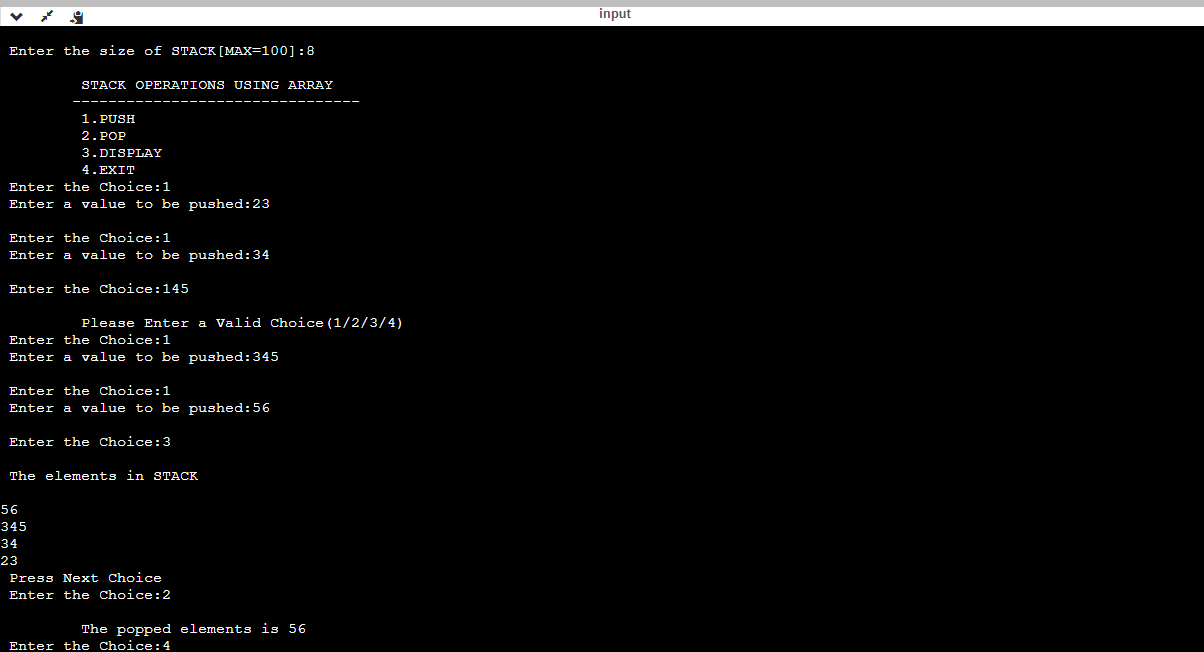 input
Enter the size of STACK[MAX=100]:8
STACK OPERATIONS USING ARRAY
--------------------------------
1.PUSH
2.POP
3.DISPLAY
4.EXIT
Enter the Choice:1
Enter a value to be pushed:23
Enter the Choice:1
Enter a value to be pushed:34
Enter the Choice:145
Please Enter a Valid Choice(1/2/3/4)
Enter the Choice:1
Enter a value to be pushed:345
Enter the Choice:1
Enter a value to be pushed:56
Enter the Choice:3
The elements in STACK
56
345
34
23
Press Next Choice
Enter the Choice:2
The popped elements is 56
Enter the Choice:4